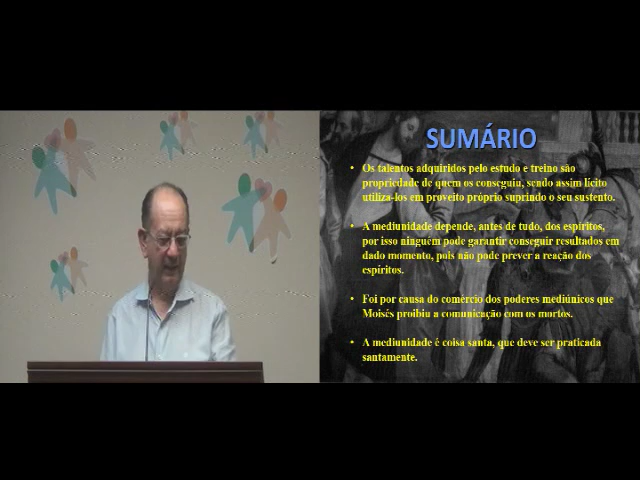 SUMÁRIO
• Os talentos adquiridos pelo estudo e treino são
propriedade de quem os conseguiu, sendo assim lícito
utiliza-los em proveito próprio suprindo o seu sustento.
• A mediunidade depende, antes de tudo, dos espíritos,
por isso ninguém pode garantir conseguir resultados em
dado momento, pois não pode prever a reação dos
espíritos.
• Foi por causa do comércio dos poderes mediúnicos que
Moisés proibiu a comunicação com os mortos.
• A mediunidade é coisa santa, que deve ser praticada
santamente.